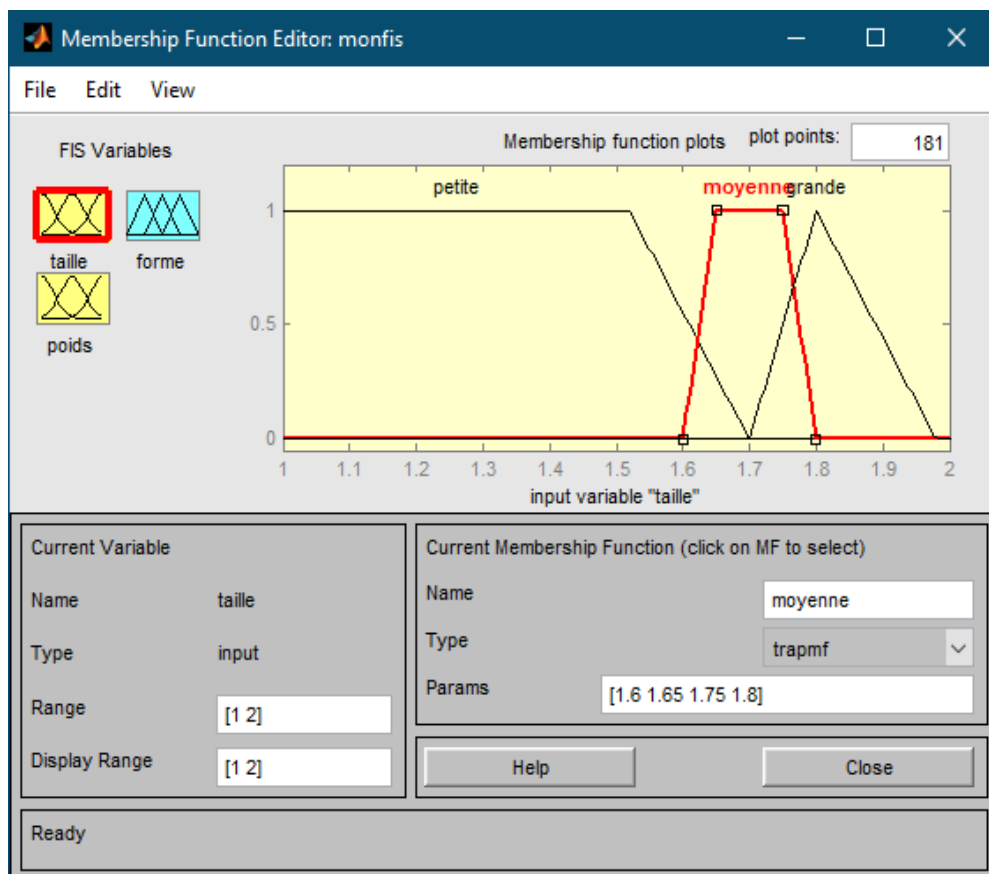 Membership Function Editor: monfis
File Edit View
FIS Variables
Membership function plots plot points: 181
petite moyenne grande
taille forme
poids
1
0.5
0
1 1.1 1.2 1.3 1.4 1.5 1.6 1.7 1.8 1.9 2
input variable "taille"
Current Variable
Name taille
Type input
Range [1 2]
Display Range [1 2]
Current Membership Function (click on MF to select)
Name moyenne
Type trapmf
Params [1.6 1.65 1.75 1.8]
Help Close
Ready